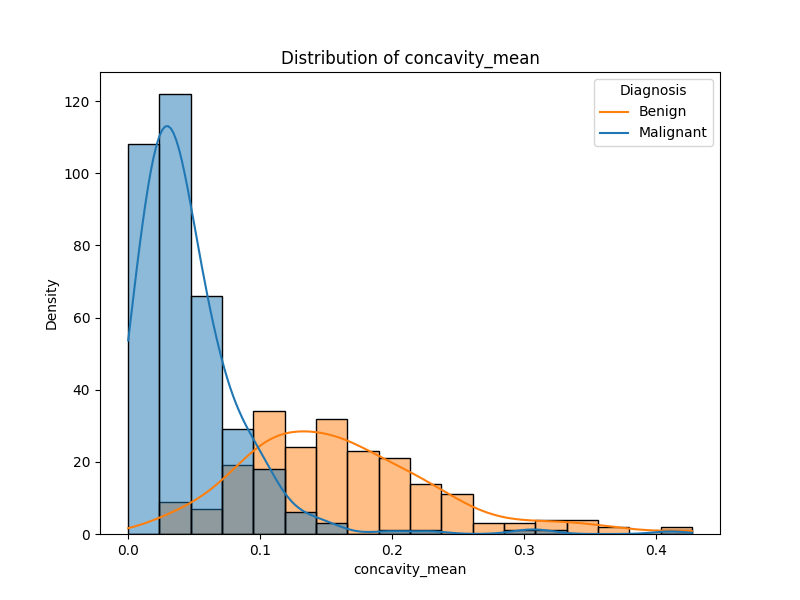 Distribution of concavity_mean
Diagnosis
Benign
Malignant
Density
120
100
80
60
40
20
0
0.0 0.1 0.2 0.3 0.4
concavity_mean